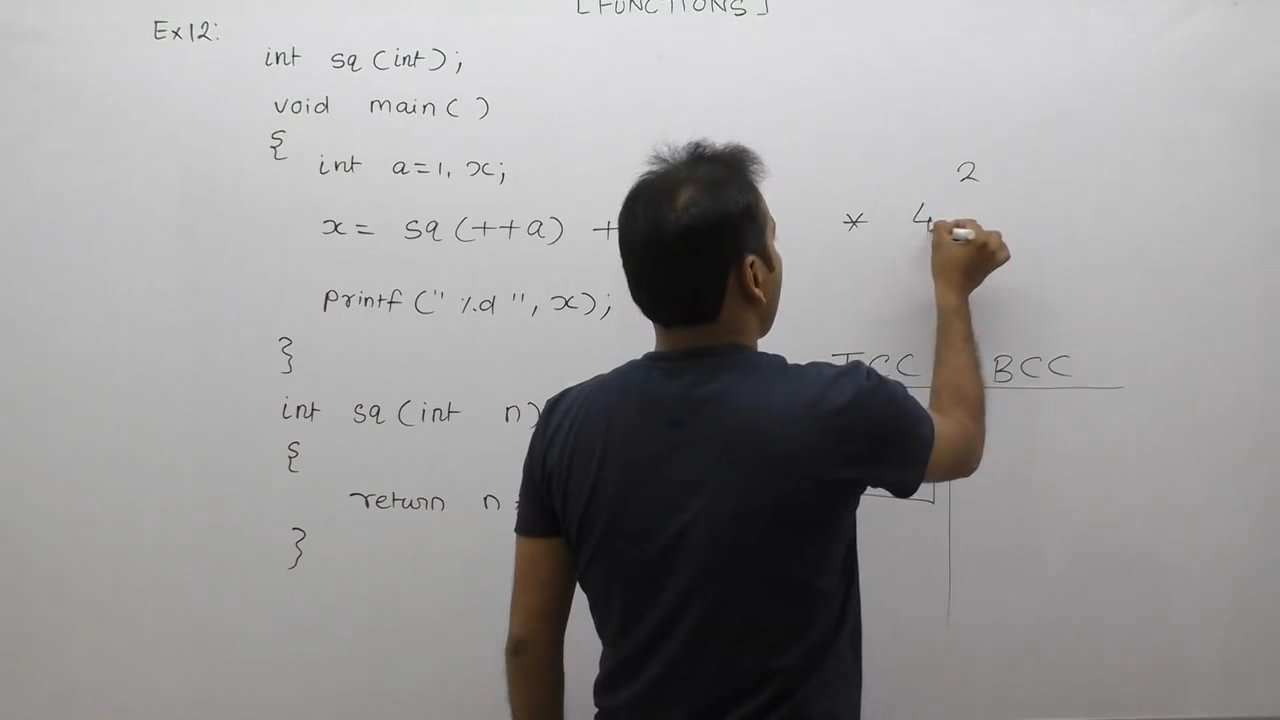 [FUNCTIONS]
Ex12:
int sq(int);
void main( )
{
int a=1, x;
2
x= sq(++a) + * 4
printf("%d", x);
}
TCC BCC
int sq(int n)
{
return n
}